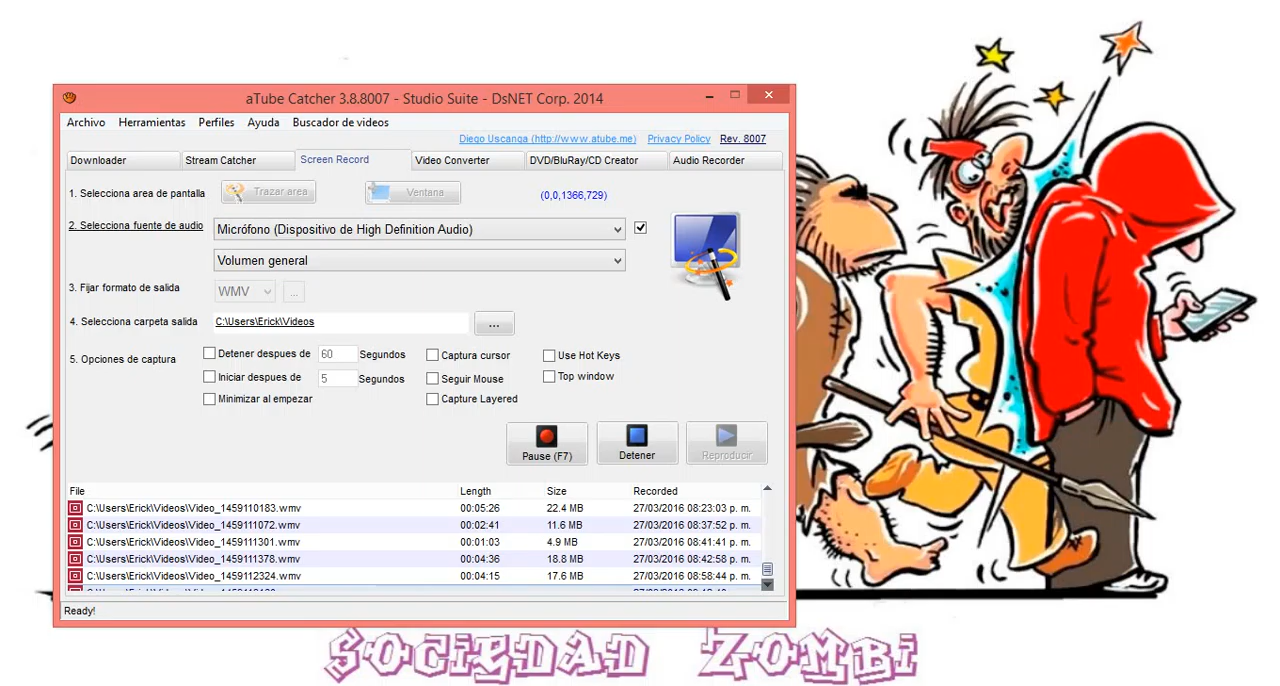 aTube Catcher 3.8.8007 - Studio Suite - DsNET Corp. 2014
Archivo Herramientas Perfiles Ayuda Buscador de videos
Diego Uscanga (http://www.atube.me) Privacy Policy Rev. 8007
Downloader Stream Catcher Screen Record Video Converter DVD/BluRay/CD Creator Audio Recorder
1. Selecciona area de pantalla Trazar area Ventana (0,0,1366,729)
2. Selecciona fuente de audio Micrófono (Dispositivo de High Definition Audio)
Volumen general
3. Fijar formato de salida WMV ...
4. Selecciona carpeta salida C:\Users\Erick\Videos ...
5. Opciones de captura
Detener despues de 60 Segundos Captura cursor Use Hot Keys
Iniciar despues de 5 Segundos Seguir Mouse Top window
Minimizar al empezar Capture Layered
Pause (F7) Detener Reproducir
File Length Size Recorded
C:\Users\Erick\Videos\Video_1459110183.wmv 00:05:26 22.4 MB 27/03/2016 08:23:03 p. m.
C:\Users\Erick\Videos\Video_1459111072.wmv 00:02:41 11.6 MB 27/03/2016 08:37:52 p. m.
C:\Users\Erick\Videos\Video_1459111301.wmv 00:01:03 4.9 MB 27/03/2016 08:41:41 p. m.
C:\Users\Erick\Videos\Video_1459111378.wmv 00:04:36 18.8 MB 27/03/2016 08:42:58 p. m.
C:\Users\Erick\Videos\Video_1459112324.wmv 00:04:15 17.6 MB 27/03/2016 08:58:44 p. m.
Ready!
SOCIEDAD ZOMBI